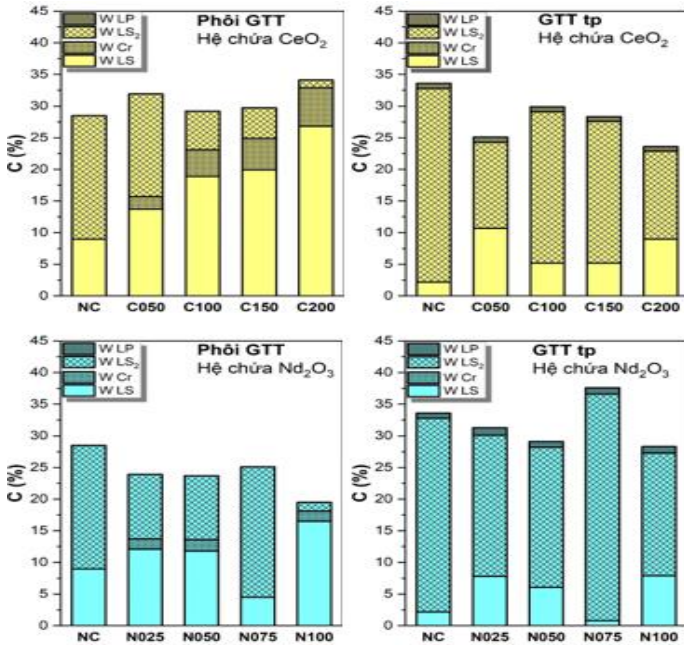 Phôi GTT
Hệ chứa CeO₂
W LP
W LS₂
W Cr
W LS
C (%)
45
40
35
30
25
20
15
10
5
0
NC C050 C100 C150 C200
GTT tp
Hệ chứa CeO₂
W LP
W LS₂
W Cr
W LS
C (%)
45
40
35
30
25
20
15
10
5
0
NC C050 C100 C150 C200
Phôi GTT
Hệ chứa Nd₂O₃
W LP
W LS₂
W Cr
W LS
C (%)
45
40
35
30
25
20
15
10
5
0
NC N025 N050 N075 N100
GTT tp
Hệ chứa Nd₂O₃
W LP
W LS₂
W Cr
W LS
C (%)
45
40
35
30
25
20
15
10
5
0
NC N025 N050 N075 N100